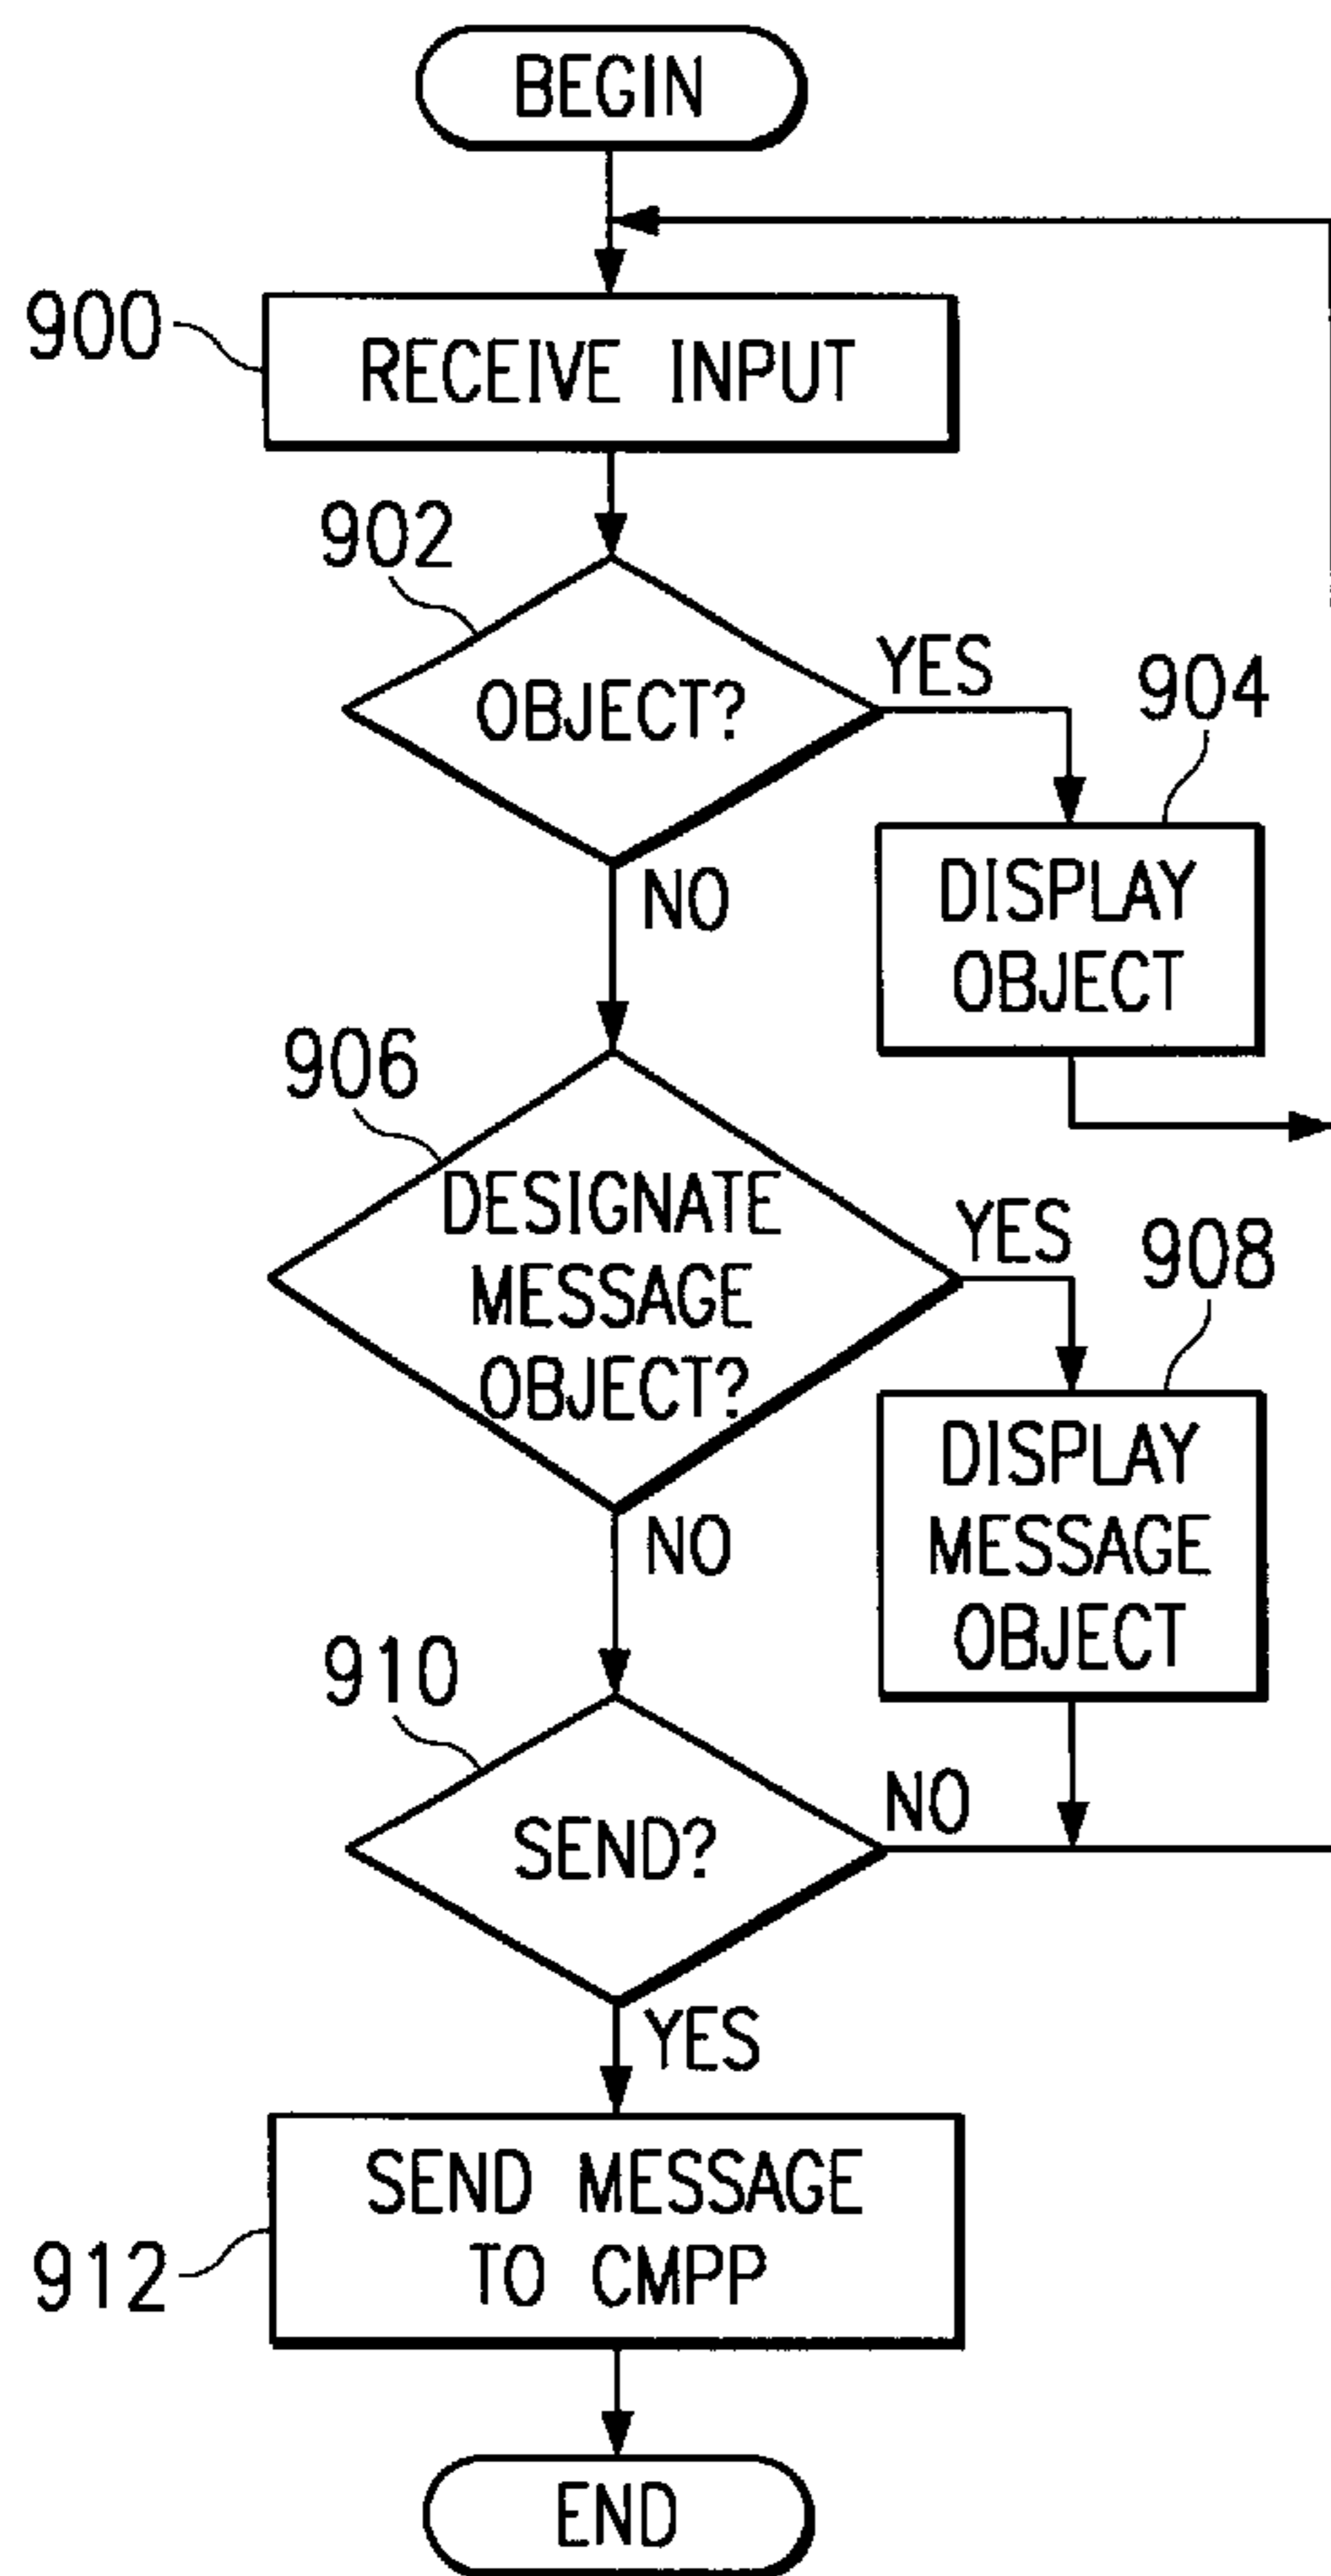 BEGIN
900
RECEIVE INPUT
902
OBJECT?
YES
904
NO
DISPLAY
OBJECT
906
DESIGNATE
MESSAGE
OBJECT?
YES
908
NO
DISPLAY
MESSAGE
OBJECT
910
SEND?
NO
YES
SEND MESSAGE
TO CMPP
912
END